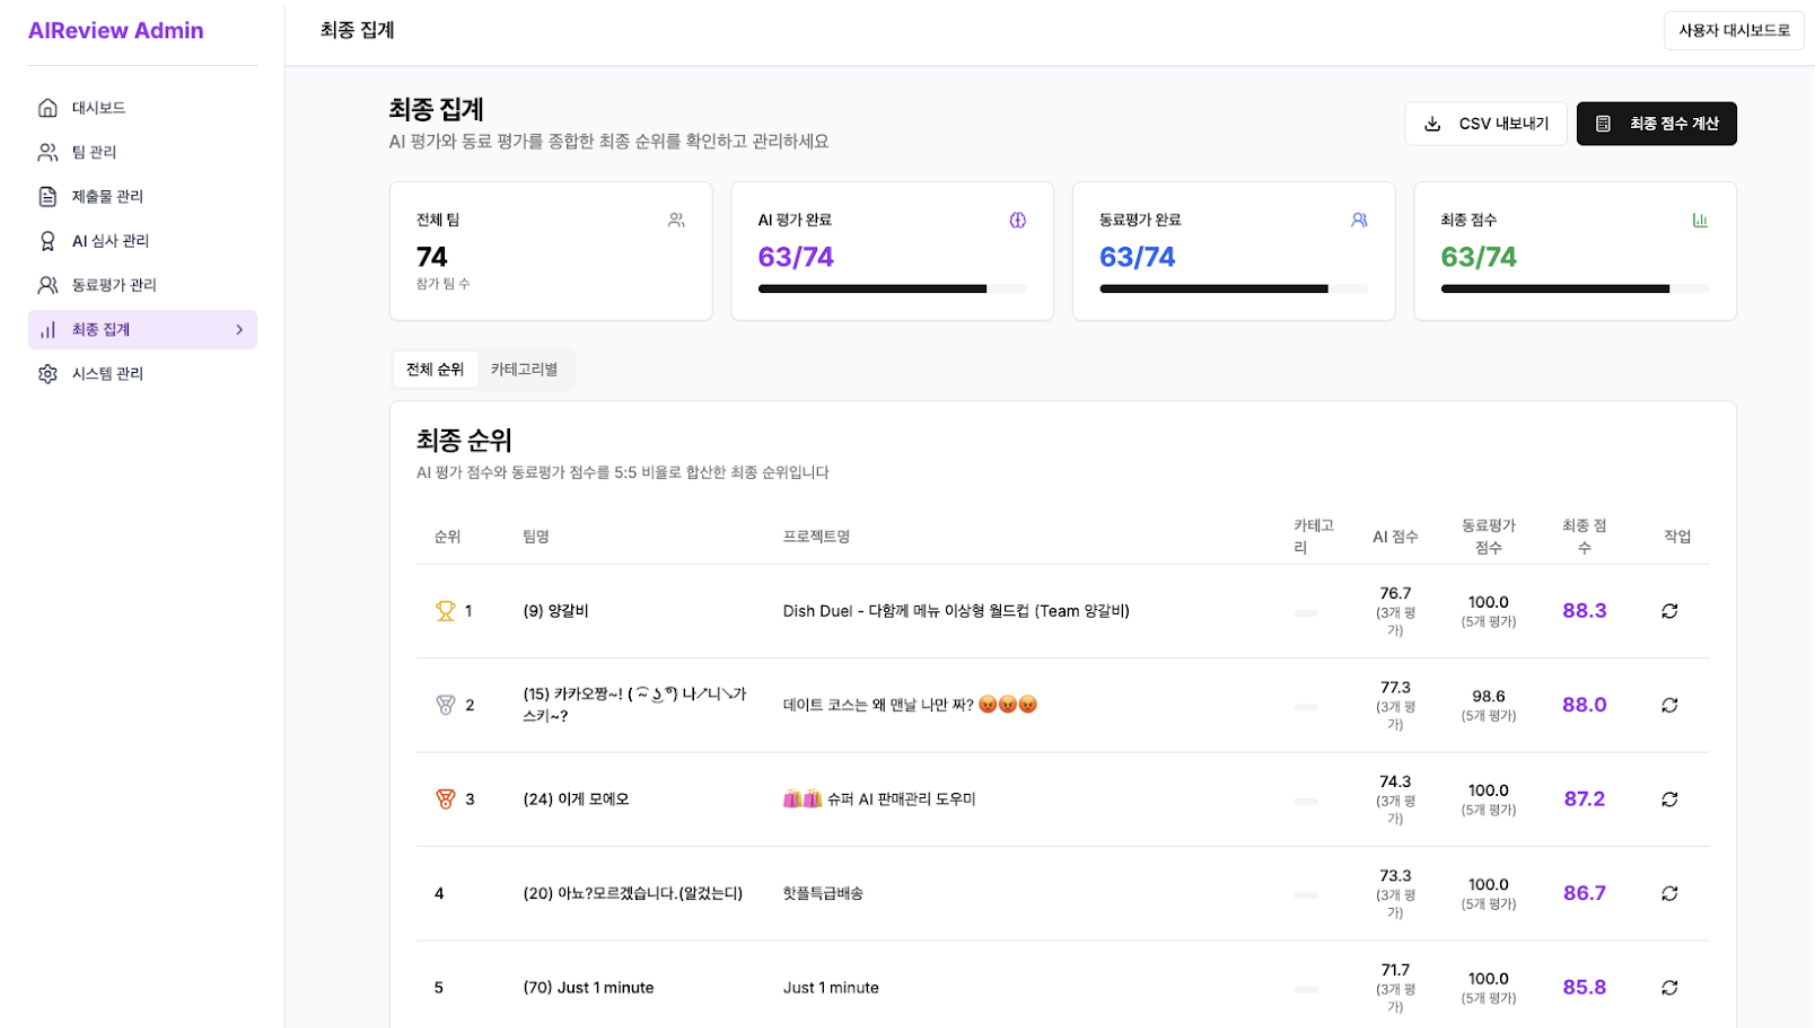 AIReview Admin
대시보드
팀 관리
제출물 관리
AI 심사 관리
동료평가 관리
최종 집계
시스템 관리
최종 집계
사용자 대시보드로
최종 집계
AI 평가와 동료 평가를 종합한 최종 순위를 확인하고 관리하세요
CSV 내보내기
최종 점수 계산
전체 팀
74
참가 팀 수
AI 평가 완료
63/74
동료평가 완료
63/74
최종 점수
63/74
전체 순위
카테고리별
최종 순위
AI 평가 점수와 동료평가 점수를 5:5 비율로 합산한 최종 순위입니다
순위
팀명
프로젝트명
카테고
리
AI 점수
동료평가
점수
최종 점
수
작업
1
(9) 양갈비
Dish Duel - 다함께 메뉴 이상형 월드컵 (Team 양갈비)
76.7
(3개 평
가)
100.0
(5개 평가)
88.3
2
(15) 카카오짱~! ( ͡~ ͜ʖ ͡°) 나↗니↘가
스키~?
데이트 코스는 왜 맨날 나만 짜? 😡😡😡
77.3
(3개 평
가)
98.6
(5개 평가)
88.0
3
(24) 이게 모에오
🛍️🛍️ 슈퍼 AI 판매관리 도우미
74.3
(3개 평
가)
100.0
(5개 평가)
87.2
4
(20) 아뇨?모르겠습니다.(알겄는디)
핫플특급배송
73.3
(3개 평
가)
100.0
(5개 평가)
86.7
5
(70) Just 1 minute
Just 1 minute
71.7
(3개 평
가)
100.0
(5개 평가)
85.8